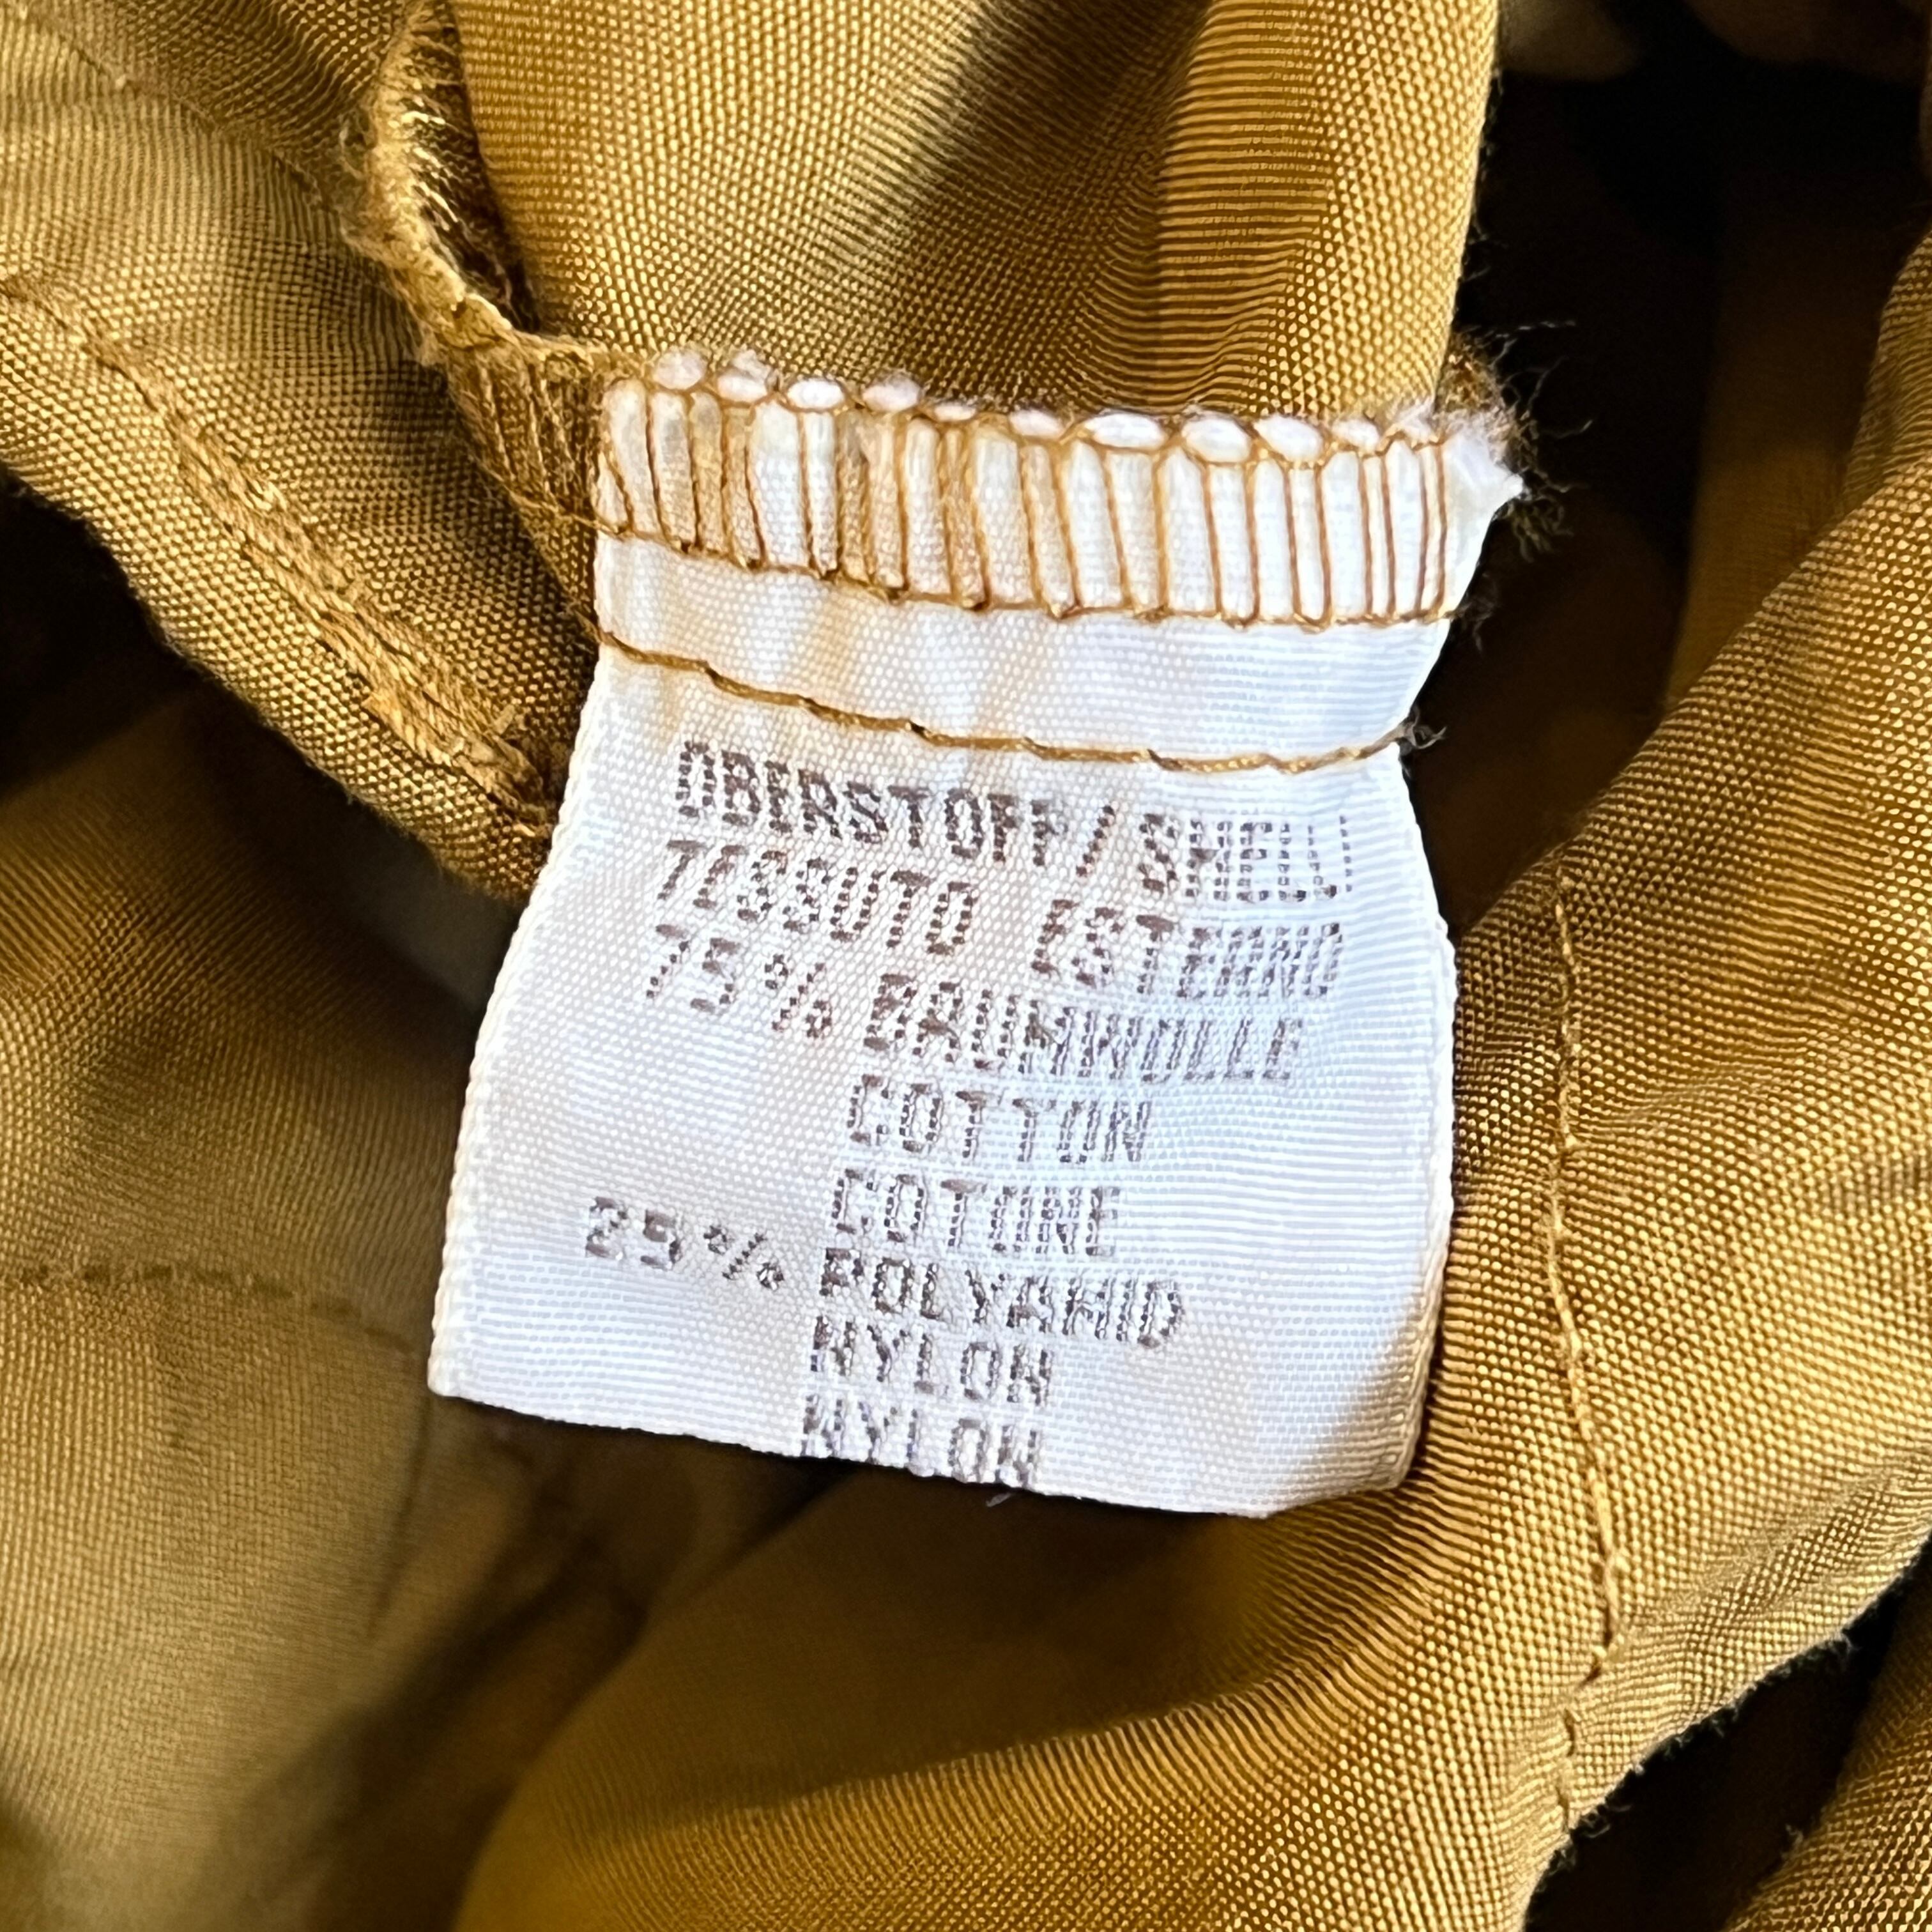 OBERSTOFF/SHELL
TESSUTO ESTERNO
75% BAUMWOLLE
COTTON
COTONE
25% POLYAMID
NYLON
NYLON